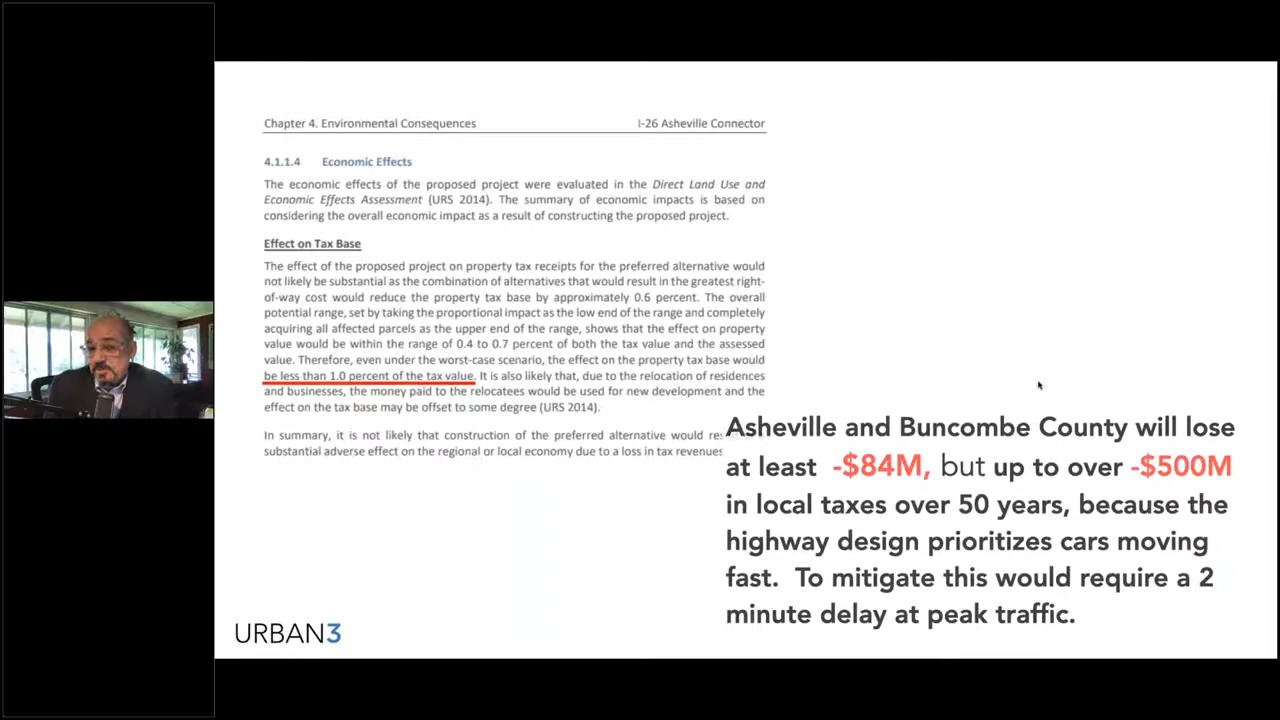 Chapter 4. Environmental Consequences I-26 Asheville Connector
4.1.1.4 Economic Effects
The economic effects of the proposed project were evaluated in the Direct Land Use and
Economic Effects Assessment (URS 2014). The summary of economic impacts is based on
considering the overall economic impact as a result of constructing the proposed project.
Effect on Tax Base
The effect of the proposed project on property tax receipts for the preferred alternative would
not likely be substantial as the combination of alternatives that would result in the greatest right-
of-way cost would reduce the property tax base by approximately 0.6 percent. The overall
potential range, set by taking the proportional impact as the low end of the range and completely
acquiring all affected parcels as the upper end of the range, shows that the effect on property
value would be within the range of 0.4 to 0.7 percent of both the tax value and the assessed
value. Therefore, even under the worst-case scenario, the effect on the property tax base would
be less than 1.0 percent of the tax value. It is also likely that, due to the relocation of residences
and businesses, the money paid to the relocatees would be used for new development and the
effect on the tax base may be offset to some degree (URS 2014).
In summary, it is not likely that construction of the preferred alternative would
substantial adverse effect on the regional or local economy due to a loss in tax revenues
Asheville and Buncombe County will lose
at least -$84M, but up to over -$500M
in local taxes over 50 years, because the
highway design prioritizes cars moving
fast. To mitigate this would require a 2
minute delay at peak traffic.
URBAN3